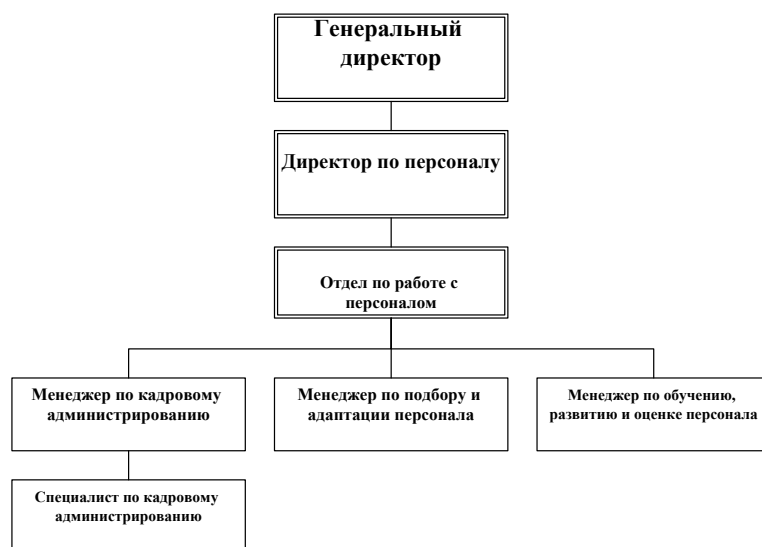 Генеральный
директор
Директор по персоналу
Отдел по работе с
персоналом
Менеджер по кадровому
администрированию
Менеджер по подбору и
адаптации персонала
Менеджер по обучению,
развитию и оценке персонала
Специалист по кадровому
администрированию